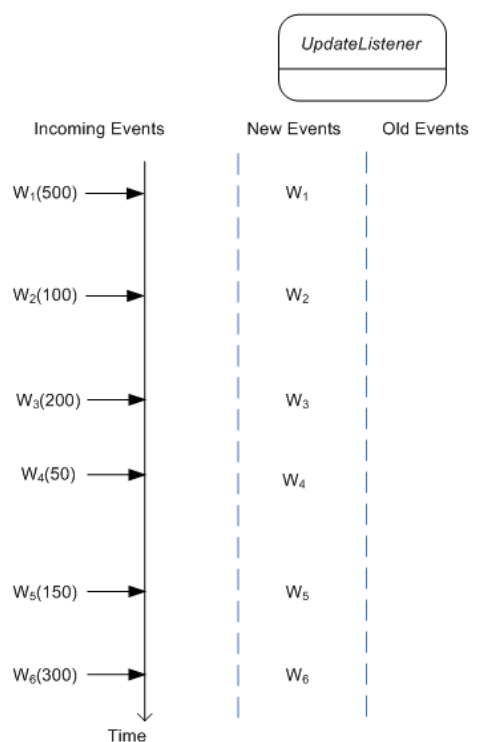 UpdateListener
Incoming Events New Events Old Events
W₁(500) W₁
W₂(100) W₂
W₃(200) W₃
W₄(50) W₄
W₅(150) W₅
W₆(300) W₆
Time